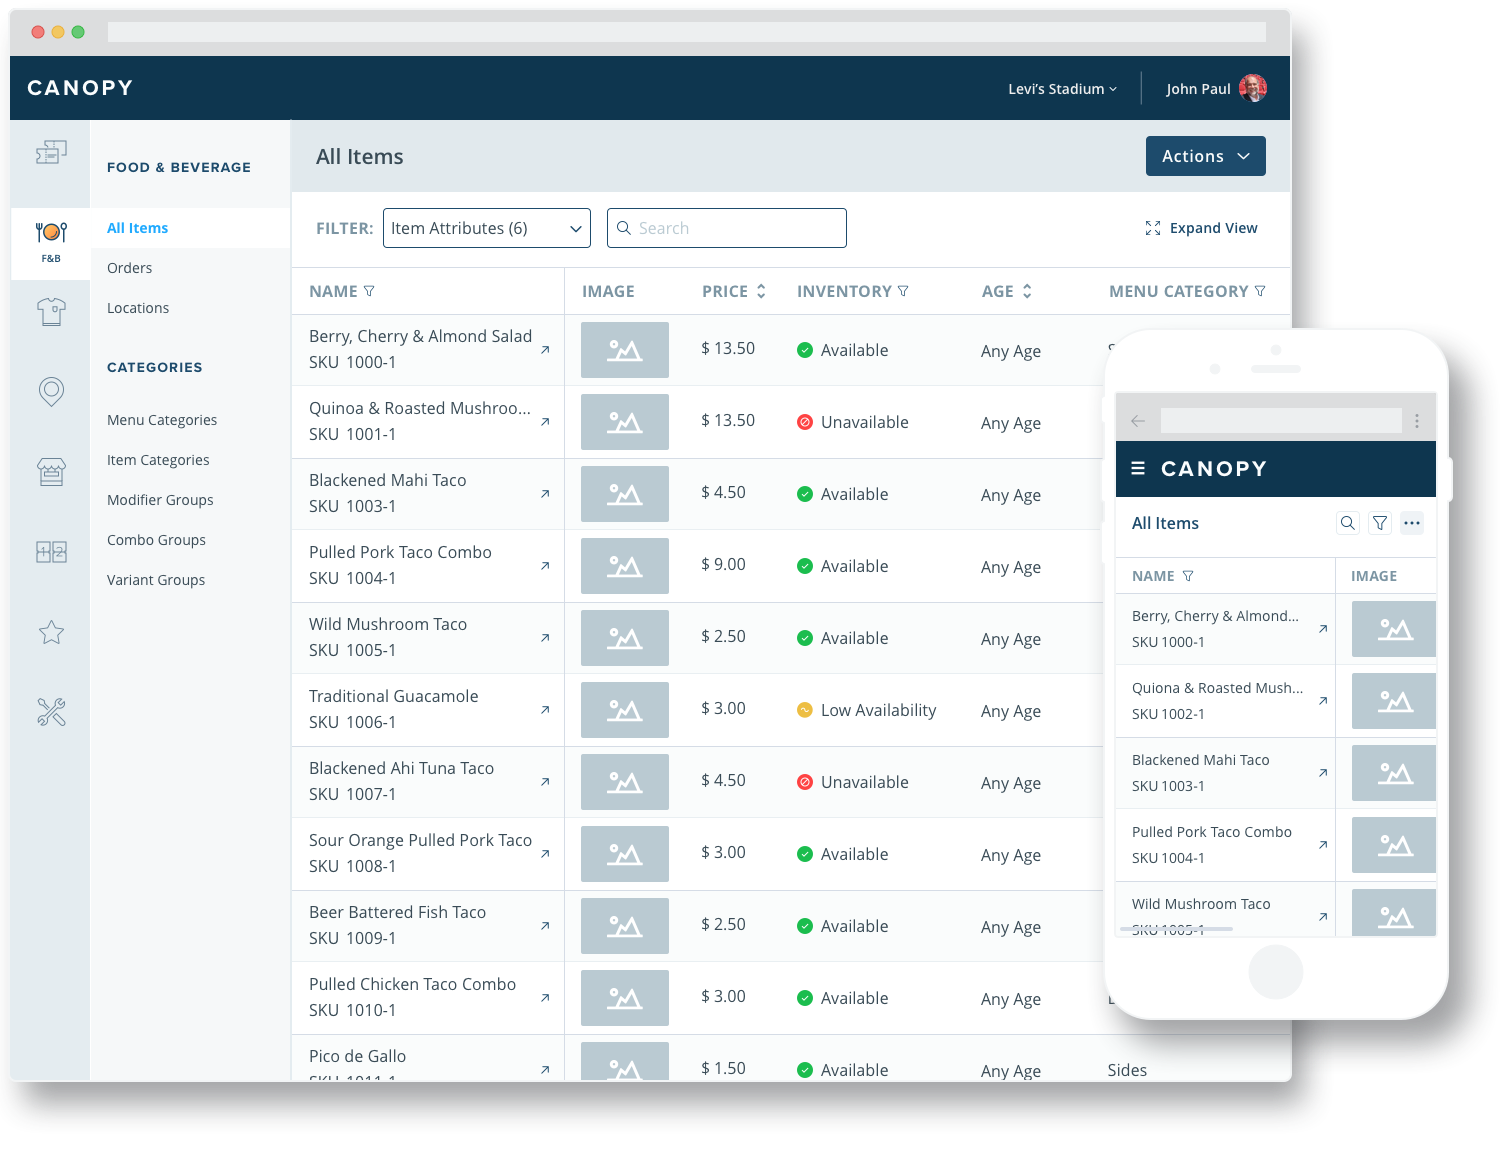 CANOPY
Levi's Stadium
John Paul
F&B
FOOD & BEVERAGE
All Items
Orders
Locations
CATEGORIES
Menu Categories
Item Categories
Modifier Groups
Combo Groups
Variant Groups
All Items
Actions
FILTER:
Item Attributes (6)
Search
Expand View
NAME IMAGE PRICE INVENTORY AGE MENU CATEGORY
Berry, Cherry & Almond Salad
SKU 1000-1
$ 13.50 Available Any Age
Quinoa & Roasted Mushroo...
SKU 1001-1
$ 13.50 Unavailable Any Age
Blackened Mahi Taco
SKU 1003-1
$ 4.50 Available Any Age
Pulled Pork Taco Combo
SKU 1004-1
$ 9.00 Available Any Age
Wild Mushroom Taco
SKU 1005-1
$ 2.50 Available Any Age
Traditional Guacamole
SKU 1006-1
$ 3.00 Low Availability Any Age
Blackened Ahi Tuna Taco
SKU 1007-1
$ 4.50 Unavailable Any Age
Sour Orange Pulled Pork Taco
SKU 1008-1
$ 3.00 Available Any Age
Beer Battered Fish Taco
SKU 1009-1
$ 2.50 Available Any Age
Pulled Chicken Taco Combo
SKU 1010-1
$ 3.00 Available Any Age
Pico de Gallo
SKU 1011-1
$ 1.50 Available Any Age Sides
CANOPY
All Items
NAME IMAGE
Berry, Cherry & Almond...
SKU 1000-1
Quiona & Roasted Mush...
SKU 1002-1
Blackened Mahi Taco
SKU 1003-1
Pulled Pork Taco Combo
SKU 1004-1
Wild Mushroom Taco
SKU 1005-1